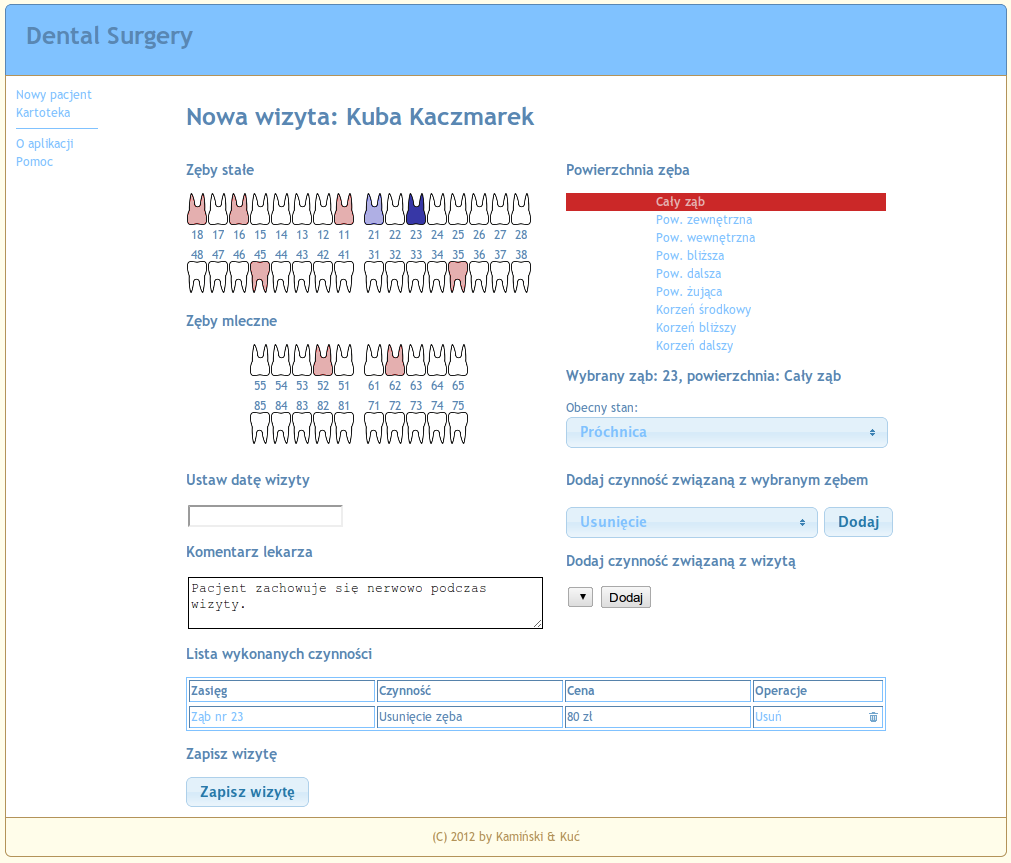 Dental Surgery
Nowy pacjent
Kartoteka
O aplikacji
Pomoc
Nowa wizyta: Kuba Kaczmarek
Zęby stałe
18 17 16 15 14 13 12 11 21 22 23 24 25 26 27 28
48 47 46 45 44 43 42 41 31 32 33 34 35 36 37 38
Zęby mleczne
55 54 53 52 51 61 62 63 64 65
85 84 83 82 81 71 72 73 74 75
Ustaw datę wizyty
Komentarz lekarza
Pacjent zachowuje się nerwowo podczas
wizyty.
Powierzchnia zęba
Cały ząb
Pow. zewnętrzna
Pow. wewnętrzna
Pow. bliższa
Pow. dalsza
Pow. żująca
Korzeń środkowy
Korzeń bliższy
Korzeń dalszy
Wybrany ząb: 23, powierzchnia: Cały ząb
Obecny stan:
Próchnica
Dodaj czynność związaną z wybranym zębem
Usunięcie Dodaj
Dodaj czynność związaną z wizytą
Dodaj
Lista wykonanych czynności
Zasięg Czynność Cena Operacje
Ząb nr 23 Usunięcie zęba 80 zł Usuń
Zapisz wizytę
Zapisz wizytę
(C) 2012 by Kamiński & Kuć